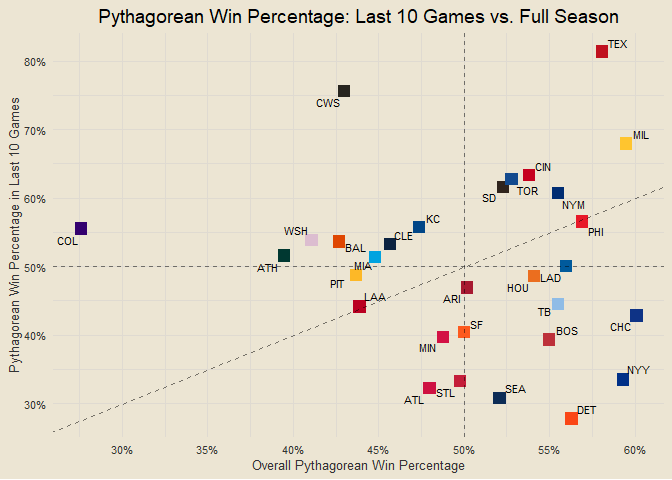 Pythagorean Win Percentage: Last 10 Games vs. Full Season
TEX
80%
CWS
70%
MIL
CIN
SD
TOR
60%
NYM
KC
PHI
COL
WSH
CLE
BAL
ATH
MIA
50%
PIT
LAD
HOU
LAA
ARI
TB
CHC
40%
SF
BOS
MIN
NYY
ATL
STL
SEA
30%
DET
30%
35%
40%
45%
50%
55%
60%
Overall Pythagorean Win Percentage
Pythagorean Win Percentage in Last 10 Games